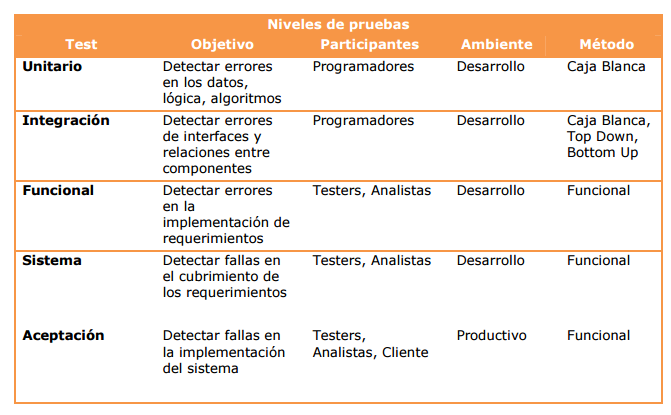 Niveles de pruebas
Test Objetivo Participantes Ambiente Método
Unitario Detectar errores Programadores Desarrollo Caja Blanca
en los datos,
lógica, algoritmos
Integración Detectar errores Programadores Desarrollo Caja Blanca,
de interfaces y Top Down,
relaciones entre Bottom Up
componentes
Funcional Detectar errores Testers, Analistas Desarrollo Funcional
en la
implementación de
requerimientos
Sistema Detectar fallas en Testers, Analistas Desarrollo Funcional
el cubrimiento de
los requerimientos
Aceptación Detectar fallas en Testers, Productivo Funcional
la implementación Analistas, Cliente
del sistema